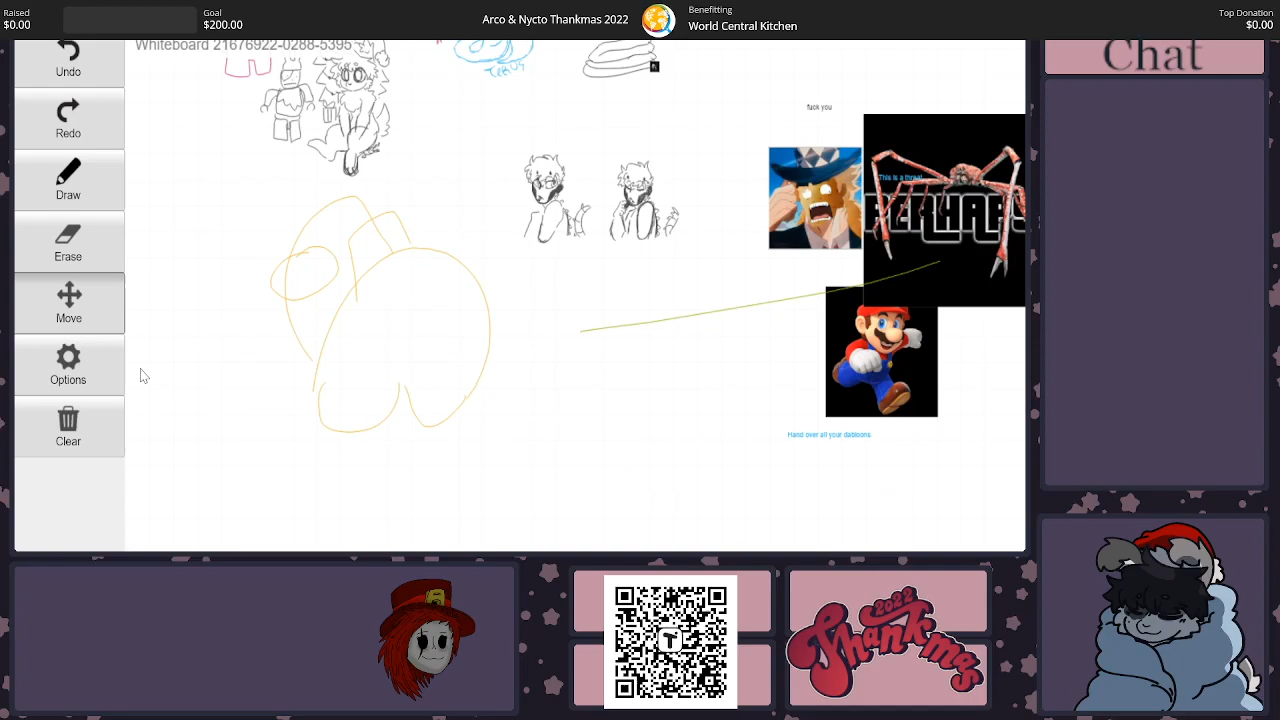 Raised
$0.00
Goal
$200.00
Arco & Nycto Thankmas 2022
Benefiting
World Central Kitchen
Top Donation
$0.00
Whiteboard 21676922-0288-5395
Undo
Redo
Draw
Erase
Move
Options
Clear
fuck you
This is a threat
PERHAPS
Hand over all your dabloons
Chat
2022
Thankmas